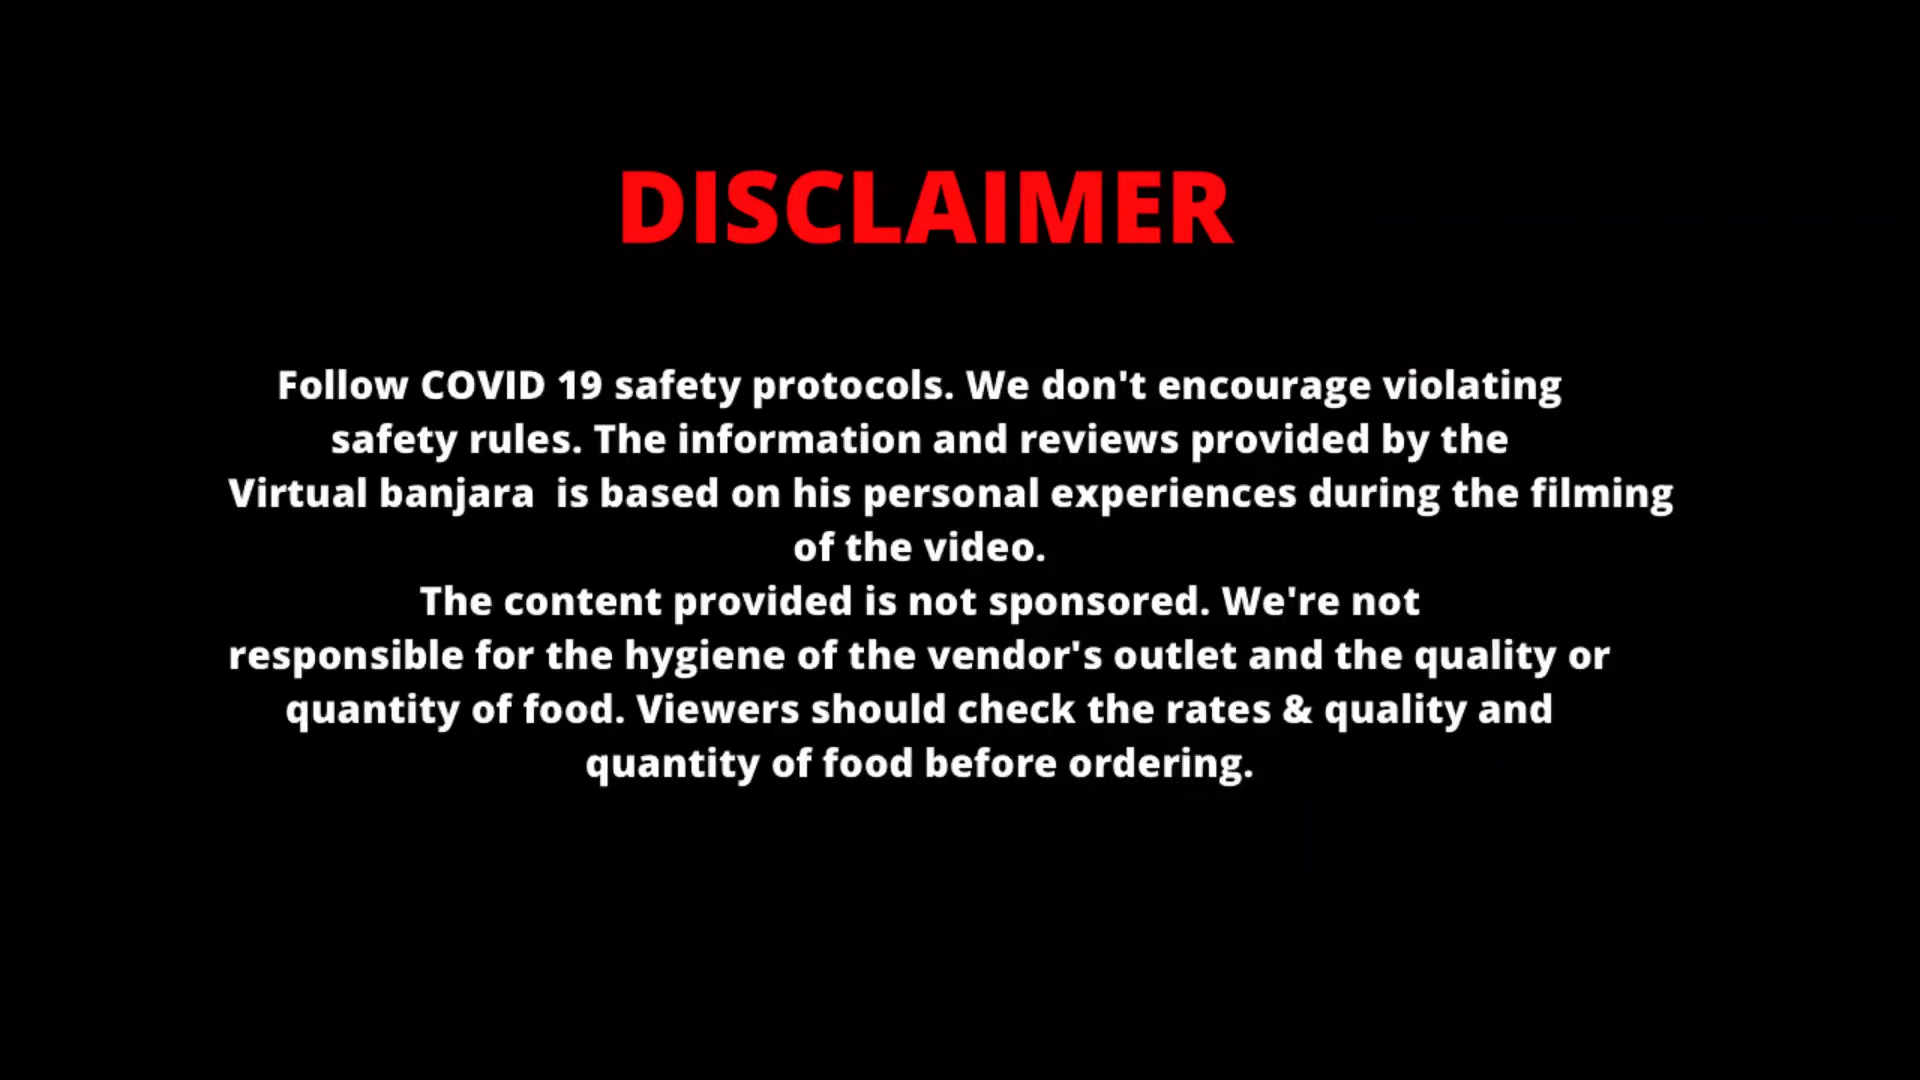 DISCLAIMER
Follow COVID 19 safety protocols. We don't encourage violating
safety rules. The information and reviews provided by the
Virtual banjara  is based on his personal experiences during the filming
of the video.
The content provided is not sponsored. We're not
responsible for the hygiene of the vendor's outlet and the quality or
quantity of food. Viewers should check the rates & quality and
quantity of food before ordering.